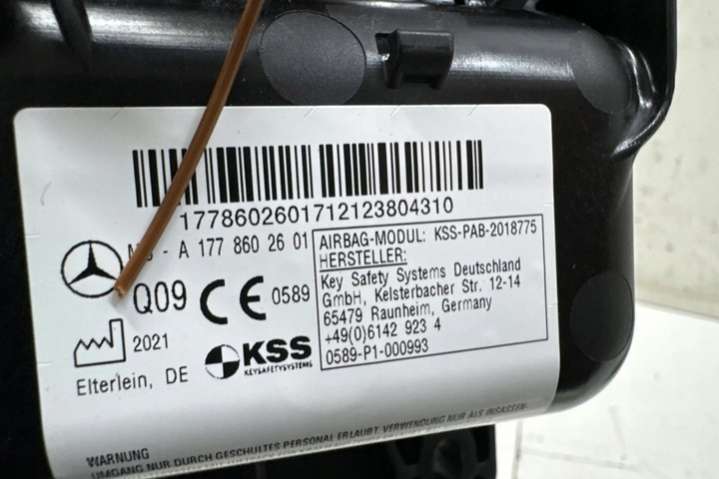 1778602601712123804310
A 177 860 26 01
AIRBAG-MODUL: KSS-PAB-2018775
HERSTELLER:
Key Safety Systems Deutschland
GmbH, Kelsterbacher Str. 12-14
65479 Raunheim, Germany
+49(0)6142 923 4
0589-P1-000993
Q09 CE 0589
2021
KSS
KEYSAFETYSYSTEMS
Elterlein, DE
WARNUNG
UMGANG NUR DURCH GESCHULTES PERSONAL ERLAUBT. VERWENDUNG NUR ALS INSASSEN-